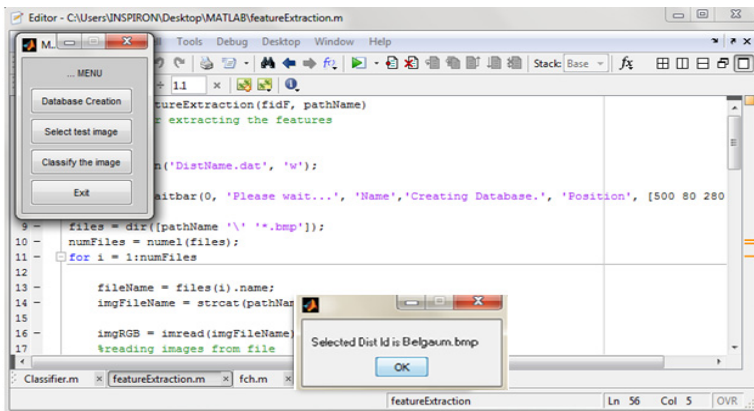 Editor - C:\Users\INSPIRON\Desktop\MATLAB\featureExtraction.m
M...
Tools Debug Desktop Window Help
Stack: Base
fx
÷ 1.1 ×
... MENU
Database Creation
Select test image
Classify the image
Exit
tureExtraction(fidF, pathName)
r extracting the features
n('DistName.dat', 'w');
aitbar(0, 'Please wait...', 'Name','Creating Database.', 'Position', [500 80 280
9 - files = dir([pathName '\' '*.bmp']);
10 - numFiles = numel(files);
11 - for i = 1:numFiles
12
13 - fileName = files(i).name;
14 - imgFileName = strcat(pathNam
15
16 - imgRGB = imread(imgFileName)
17 %reading images from file
Selected Dist Id is Belgaum.bmp
OK
Classifier.m × featureExtraction.m × fch.m ×
featureExtraction Ln 56 Col 5 OVR